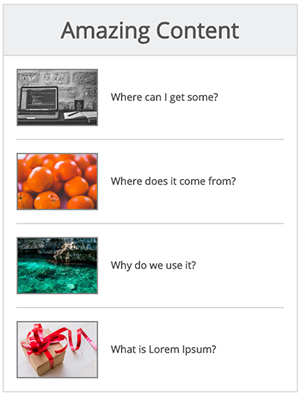 Amazing Content
Where can I get some?
Where does it come from?
Why do we use it?
What is Lorem Ipsum?